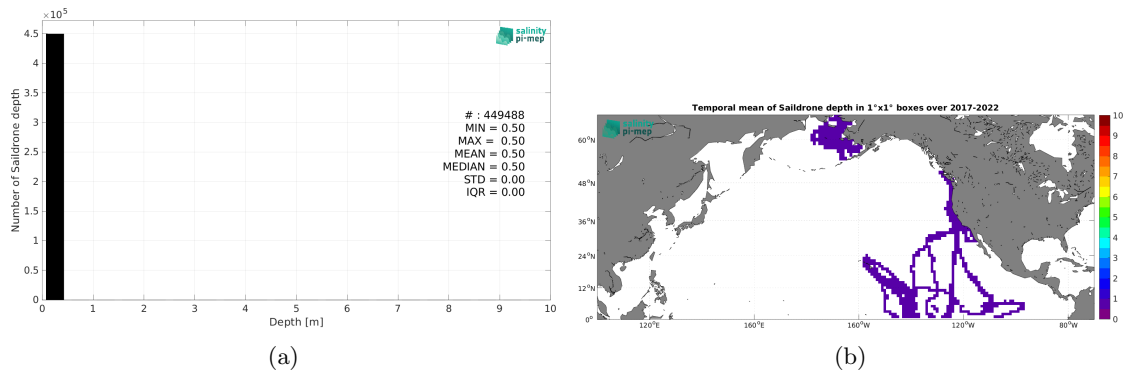 ×10⁵
4.5
4
3.5
3
2.5
2
1.5
1
0.5
0
Number of Saildrone depth
salinity
pi-mep
# : 449488
MIN = 0.50
MAX = 0.50
MEAN = 0.50
MEDIAN = 0.50
STD = 0.00
IQR = 0.00
0 1 2 3 4 5 6 7 8 9 10
Depth [m]
(a)
Temporal mean of Saildrone depth in 1°x1° boxes over 2017-2022
salinity
pi-mep
60°N
48°N
36°N
24°N
12°N
0°
120°E 160°E 160°W 120°W 80°W
10
9
8
7
6
5
4
3
2
1
0
(b)